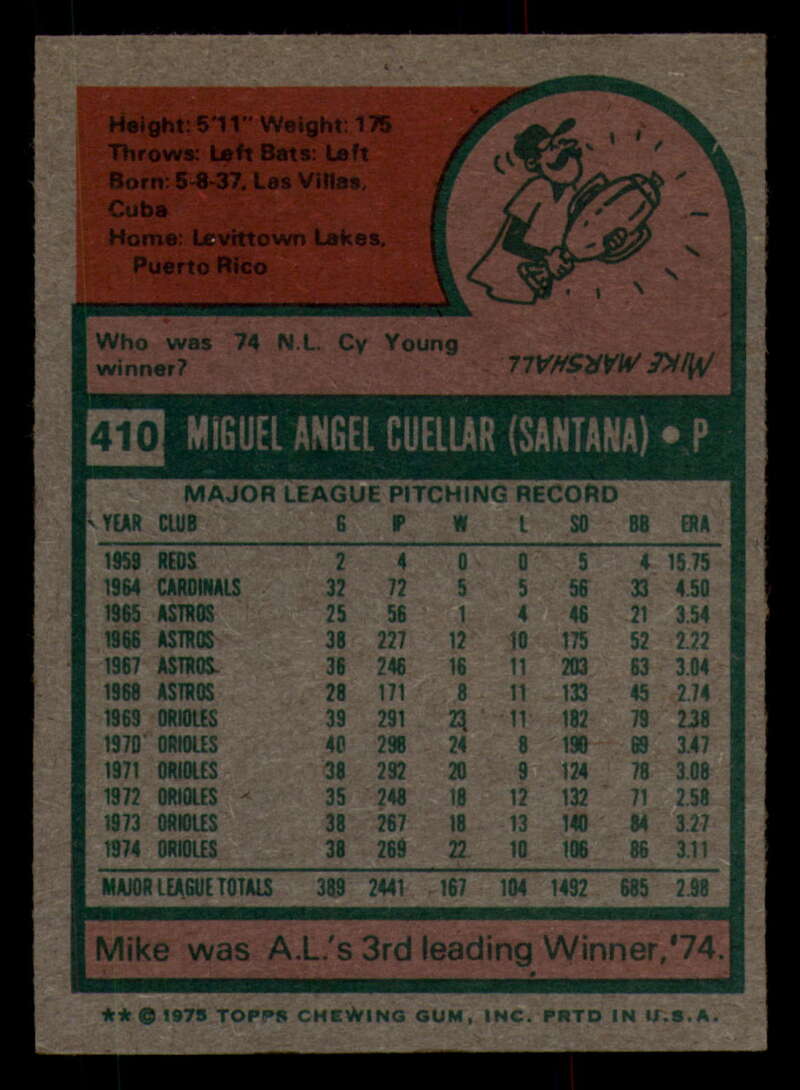 Height: 5'11" Weight: 175
Throws: Left Bats: Left
Born: 5-8-37, Las Villas,
Cuba
Home: Levittown Lakes,
Puerto Rico
Who was 74 N.L. Cy Young
winner?
MIKE MARSHALL
410 MIGUEL ANGEL CUELLAR (SANTANA) • P
MAJOR LEAGUE PITCHING RECORD
YEAR CLUB G IP W L SO BB ERA
1959 REDS 2 4 0 0 5 4 15.75
1964 CARDINALS 32 72 5 5 56 33 4.50
1965 ASTROS 25 56 1 4 46 21 3.54
1966 ASTROS 38 227 12 10 175 52 2.22
1967 ASTROS 36 246 16 11 203 63 3.04
1968 ASTROS 28 171 8 11 133 45 2.74
1969 ORIOLES 39 291 23 11 182 79 2.38
1970 ORIOLES 40 298 24 8 190 69 3.47
1971 ORIOLES 38 292 20 9 124 78 3.08
1972 ORIOLES 35 248 18 12 132 71 2.58
1973 ORIOLES 38 267 18 13 140 84 3.27
1974 ORIOLES 38 269 22 10 106 86 3.11
MAJOR LEAGUE TOTALS 389 2441 167 104 1492 685 2.98
Mike was A.L.'s 3rd leading Winner, '74.
** © 1975 TOPPS CHEWING GUM, INC. PRTD IN U.S.A.